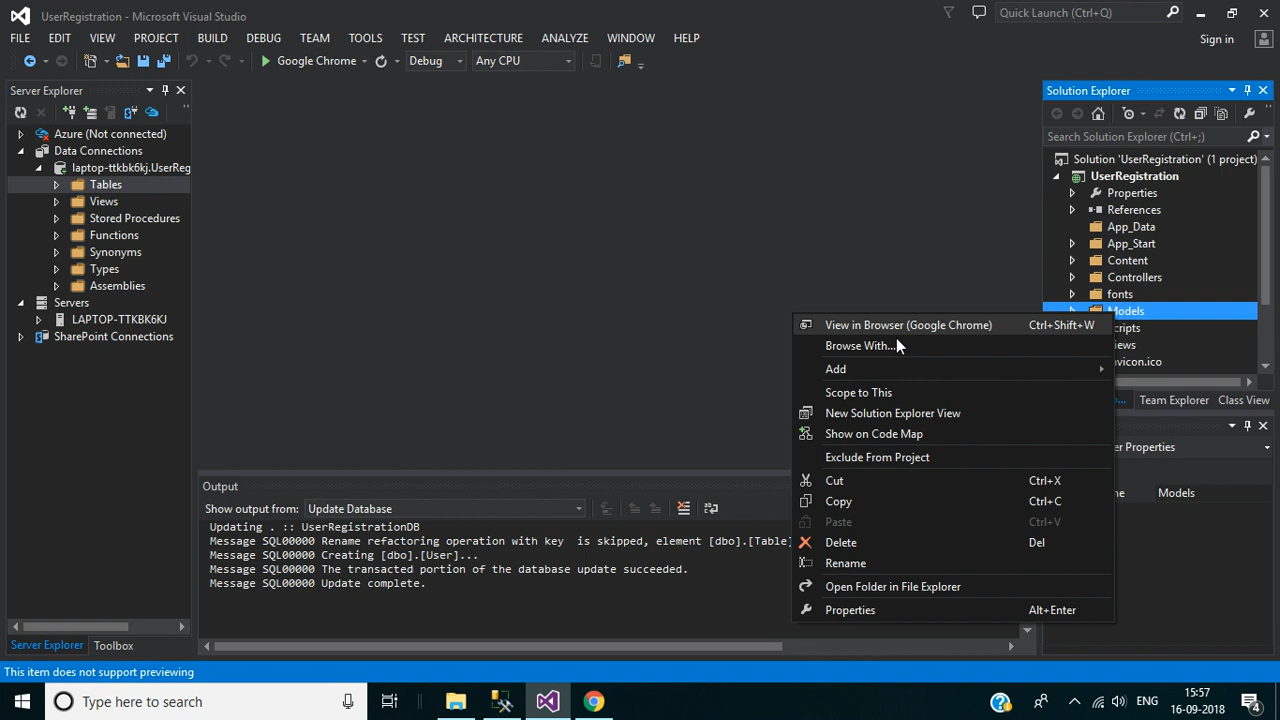 UserRegistration - Microsoft Visual Studio
Quick Launch (Ctrl+Q)
FILE EDIT VIEW PROJECT BUILD DEBUG TEAM TOOLS TEST ARCHITECTURE ANALYZE WINDOW HELP
Sign in
Google Chrome Debug Any CPU
Server Explorer
Azure (Not connected)
Data Connections
laptop-ttkbk6kj.UserReg
Tables
Views
Stored Procedures
Functions
Synonyms
Types
Assemblies
Servers
LAPTOP-TTKBK6KJ
SharePoint Connections
Server Explorer Toolbox
Solution Explorer
Search Solution Explorer (Ctrl+;)
Solution 'UserRegistration' (1 project)
UserRegistration
Properties
References
App_Data
App_Start
Content
Controllers
fonts
Models
cripts
iews
avicon.ico
... Team Explorer Class View
er Properties
me Models
View in Browser (Google Chrome) Ctrl+Shift+W
Browse With...
Add
Scope to This
New Solution Explorer View
Show on Code Map
Exclude From Project
Cut Ctrl+X
Copy Ctrl+C
Paste Ctrl+V
Delete Del
Rename
Open Folder in File Explorer
Properties Alt+Enter
Output
Show output from: Update Database
Updating . :: UserRegistrationDB
Message SQL00000 Rename refactoring operation with key is skipped, element [dbo].[Table]
Message SQL00000 Creating [dbo].[User]...
Message SQL00000 The transacted portion of the database update succeeded.
Message SQL00000 Update complete.
This item does not support previewing
Type here to search
ENG
15:57
16-09-2018
4